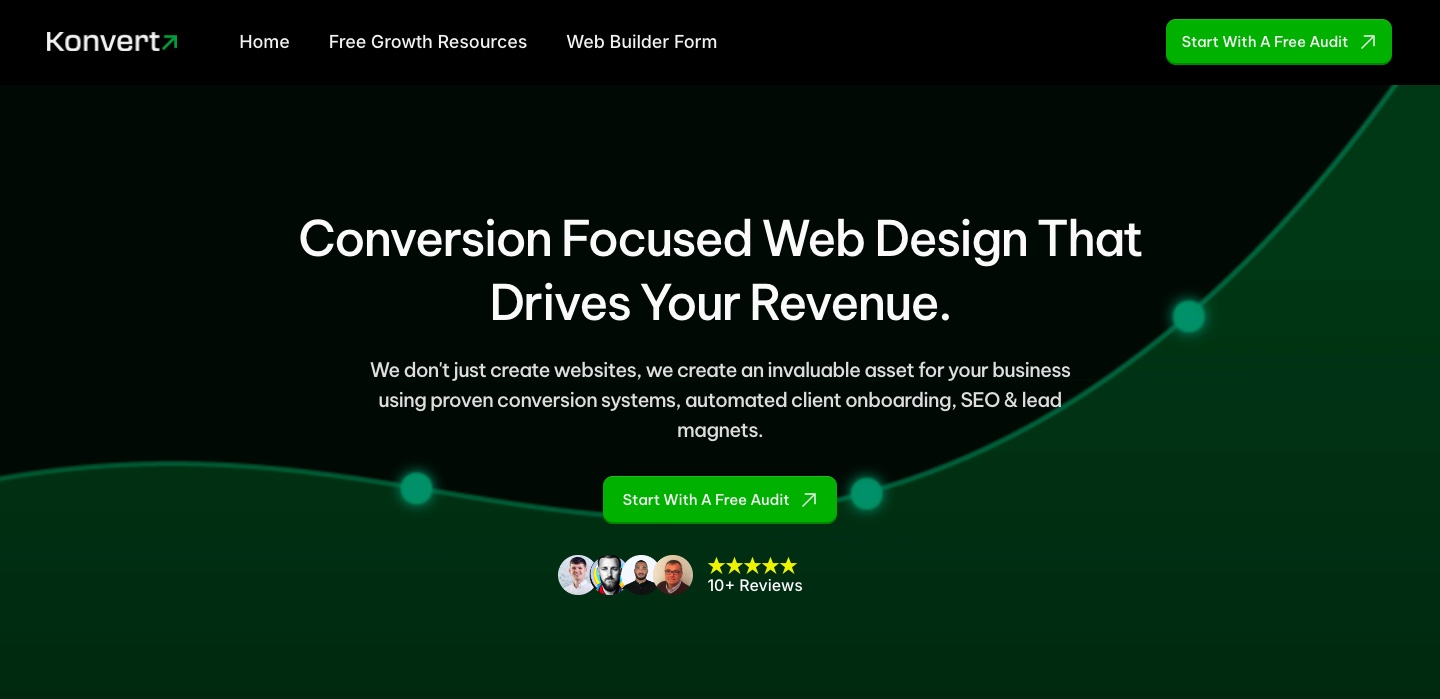 Konvert
Home
Free Growth Resources
Web Builder Form
Start With A Free Audit
Conversion Focused Web Design That
Drives Your Revenue.
We don't just create websites, we create an invaluable asset for your business
using proven conversion systems, automated client onboarding, SEO & lead
magnets.
Start With A Free Audit
10+ Reviews